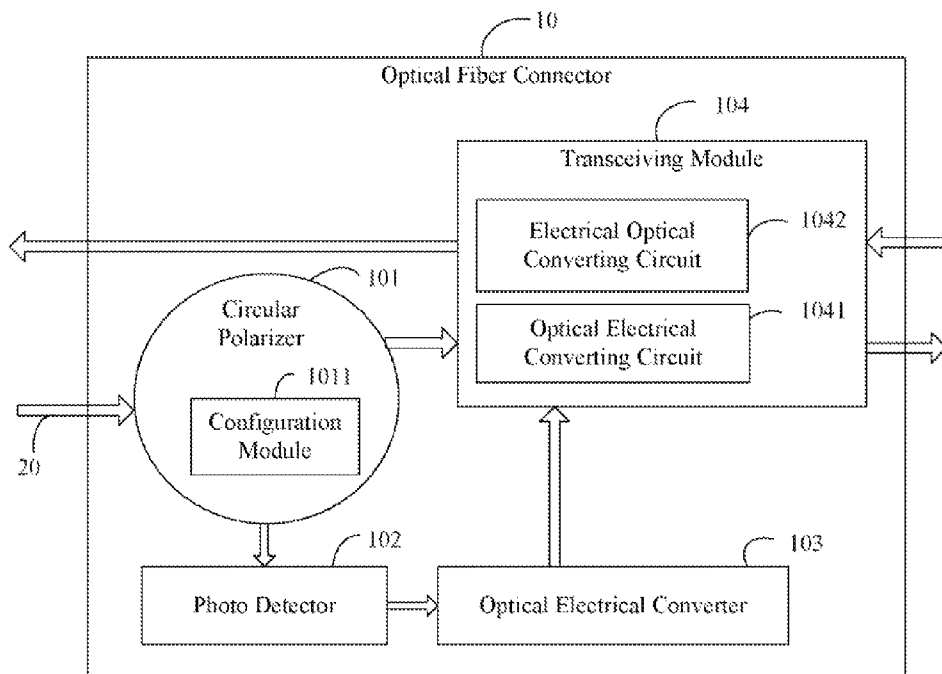 10
Optical Fiber Connector
104
Transceiving Module
1042
Electrical Optical
Converting Circuit
101
Circular
Polarizer
1041
Optical Electrical
Converting Circuit
1011
Configuration
Module
20
102
Photo Detector
103
Optical Electrical Converter